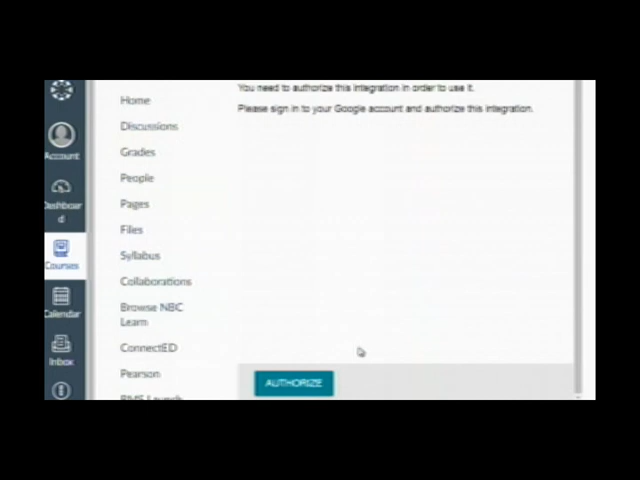 You need to authorize this integration in order to use it.
Please sign in to your Google account and authorize this integration.
Account
Dashboar
d
Courses
Calendar
Inbox
Home
Discussions
Grades
People
Pages
Files
Syllabus
Collaborations
Browse NBC
Learn
ConnectED
Pearson
AUTHORIZE